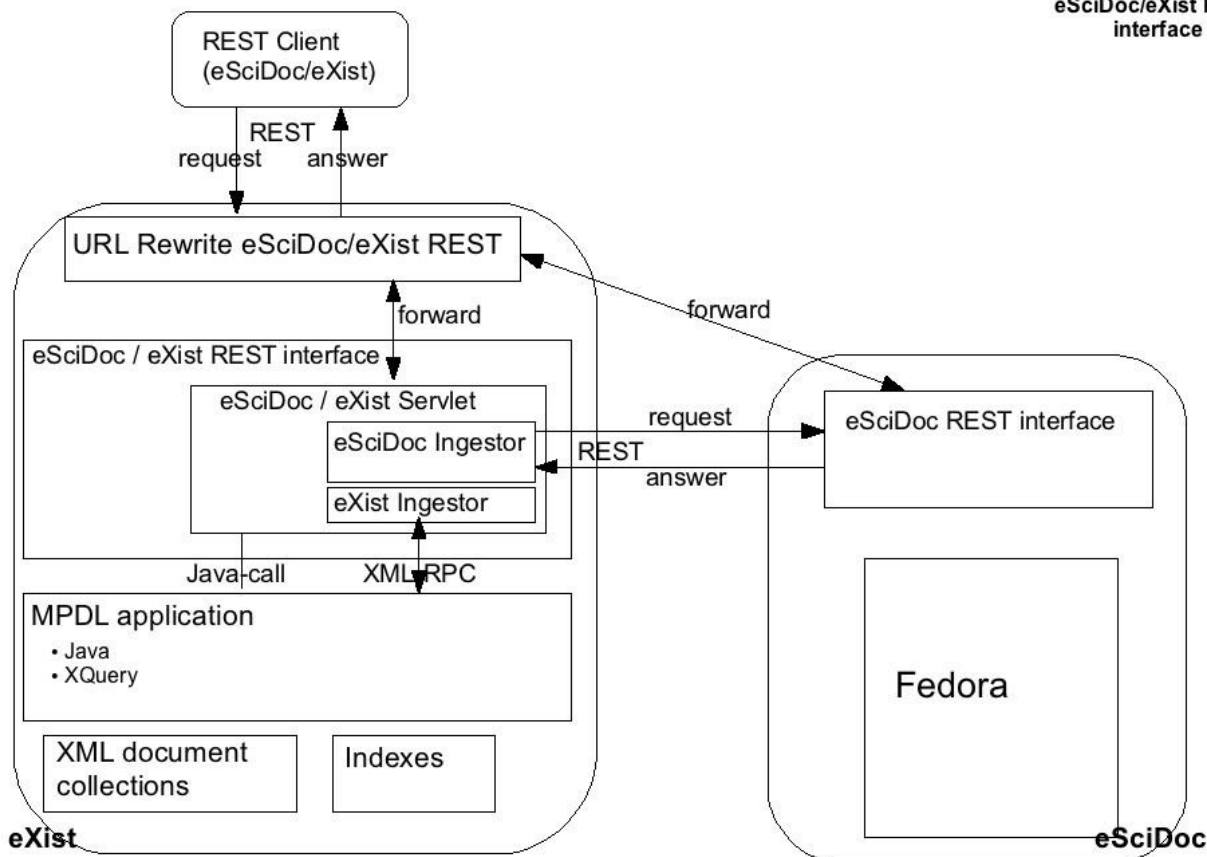 eSciDoc/eXist
interface
REST Client
(eSciDoc/eXist)
REST
request answer
URL Rewrite eSciDoc/eXist REST
forward
forward
eSciDoc / eXist REST interface
eSciDoc / eXist Servlet
eSciDoc Ingestor
eXist Ingestor
request
REST
answer
eSciDoc REST interface
Java-call
XML-RPC
MPDL application
• Java
• XQuery
Fedora
XML document
collections
Indexes
eXist
eSciDoc